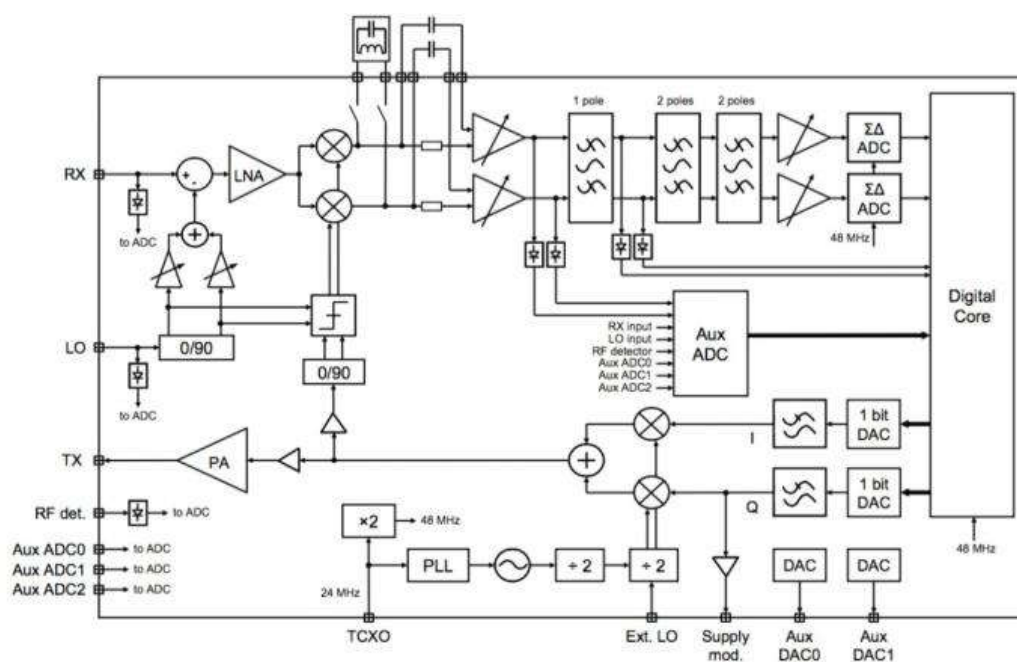 1 pole
2 poles
2 poles
RX
+
-
LNA
ΣΔ
ADC
ΣΔ
ADC
48 MHz
to ADC
+
Digital
Core
RX input
LO input
RF detector
Aux ADC0
Aux ADC1
Aux ADC2
Aux
ADC
LO
0/90
0/90
to ADC
I
1 bit
DAC
TX
PA
+
Q
1 bit
DAC
RF det.
to ADC
×2
48 MHz
48 MHz
Aux ADC0
to ADC
Aux ADC1
to ADC
Aux ADC2
to ADC
PLL
÷ 2
÷ 2
DAC
DAC
24 MHz
TCXO
Ext. LO
Supply
mod.
Aux
DAC0
Aux
DAC1